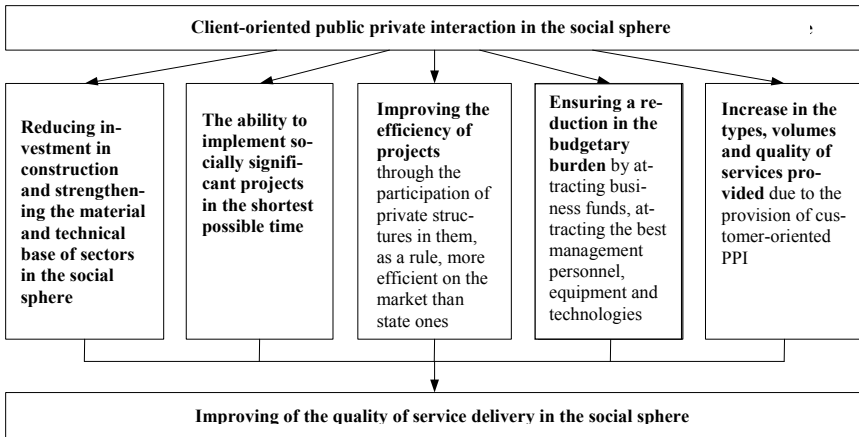 Client-oriented public private interaction in the social sphere
Reducing in-
vestment in
construction
and strengthen-
ing the material
and technical
base of sectors
in the social
sphere
The ability to
implement so-
cially signifi-
cant projects
in the shortest
possible time
Improving the
efficiency of
projects
through the
participation of
private struc-
tures in them,
as a rule, more
efficient on the
market than
state ones
Ensuring a re-
duction in the
budgetary
burden by at-
tracting busi-
ness funds, at-
tracting the best
management
personnel,
equipment and
technologies
Increase in the
types, volumes
and quality of
services pro-
vided due to the
provision of cus-
tomer-oriented
PPI
Improving of the quality of service delivery in the social sphere